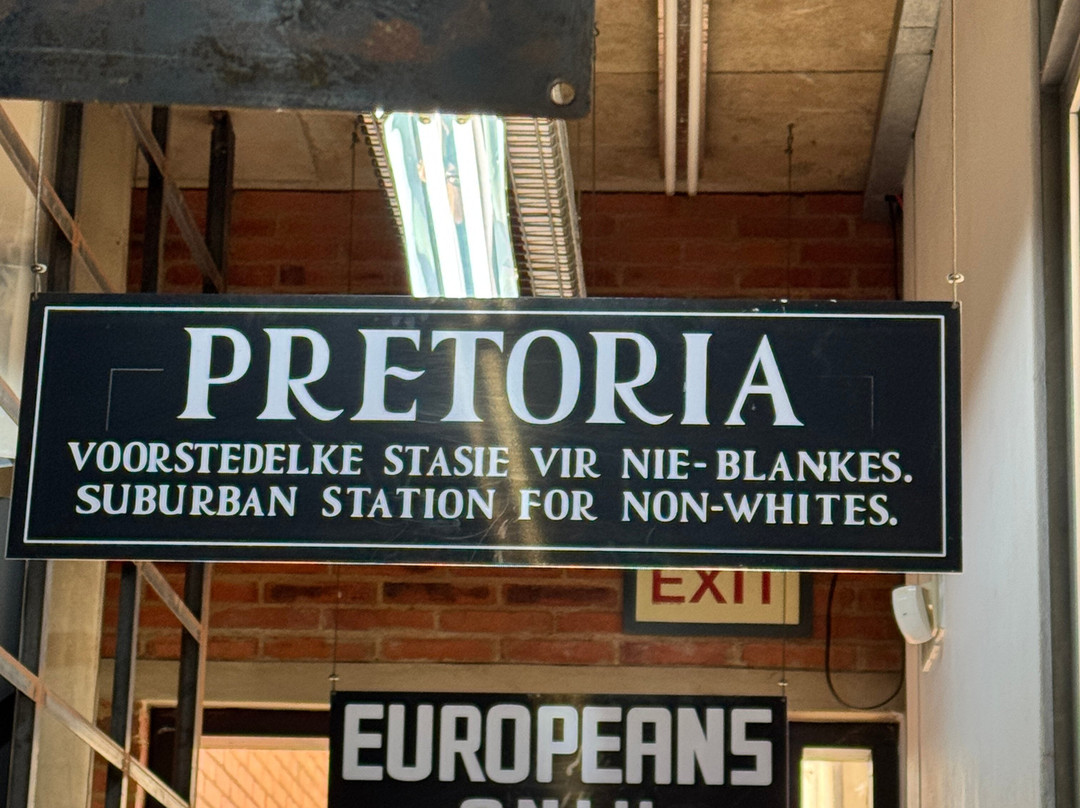 PRETORIA
VOORSTEDELKE STASIE VIR NIE-BLANKES.
SUBURBAN STATION FOR NON-WHITES.
EXIT
EUROPEANS